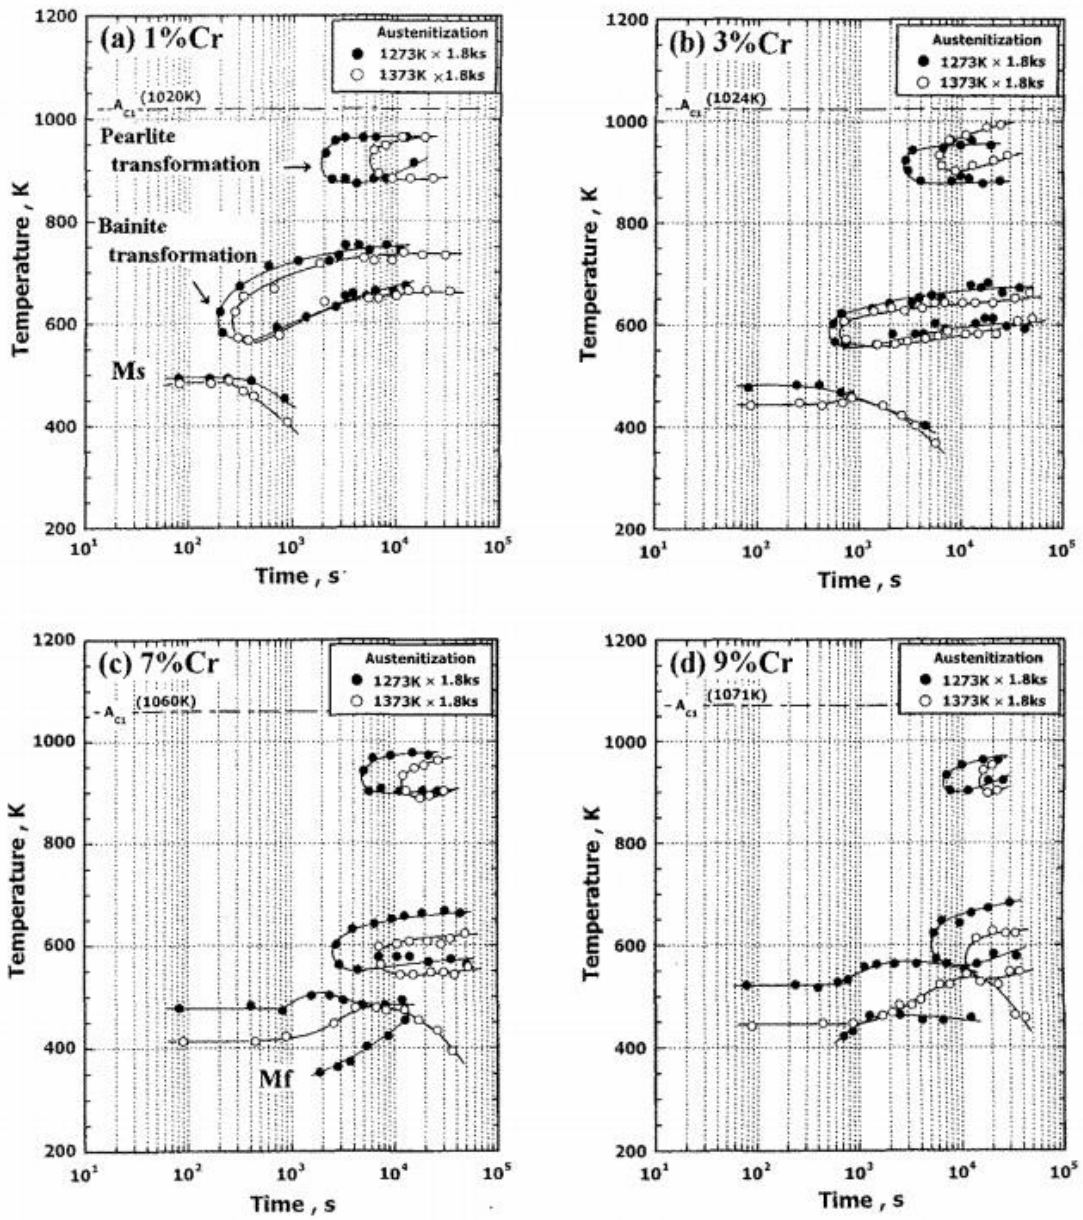 (a) 1%Cr
Austenitization
1273K × 1.8ks
1373K ×1.8ks
1200
1000
800
600
400
200
Temperature , K
A_C1 (1020K)
Pearlite
transformation
Bainite
transformation
Ms
10^1 10^2 10^3 10^4 10^5
Time , s
(b) 3%Cr
Austenitization
1273K × 1.8ks
1373K × 1.8ks
1200
1000
800
600
400
200
Temperature , K
A_C1 (1024K)
10^1 10^2 10^3 10^4 10^5
Time , s
(c) 7%Cr
Austenitization
1273K × 1.8ks
1373K × 1.8ks
1200
1000
800
600
400
200
Temperature , K
A_C1 (1060K)
Mf
10^1 10^2 10^3 10^4 10^5
Time , s
(d) 9%Cr
Austenitization
1273K × 1.8ks
1373K × 1.8ks
1200
1000
800
600
400
200
Temperature , K
A_C1 (1071K)
10^1 10^2 10^3 10^4 10^5
Time , s